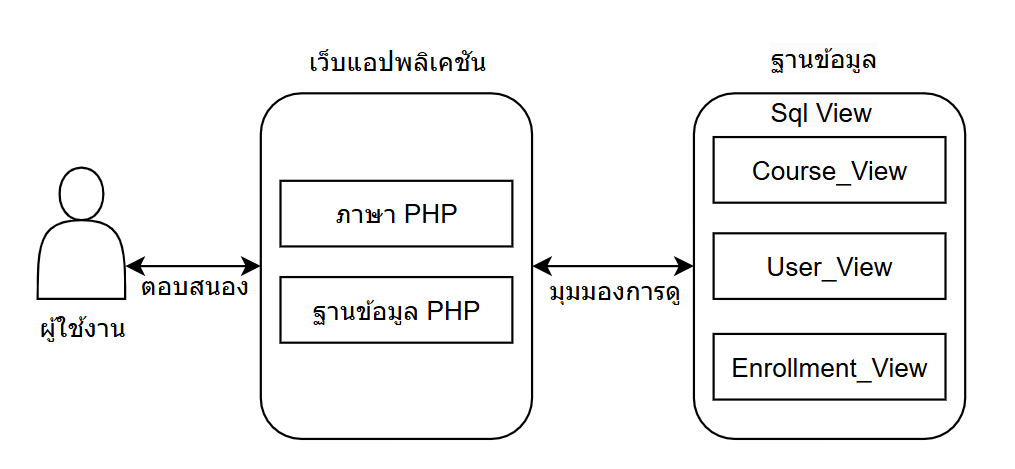 เว็บแอปพลิเคชัน
ฐานข้อมูล
Sql View
Course_View
ภาษา PHP
User_View
ตอบสนอง
มุมมองการดู
ฐานข้อมูล PHP
ผู้ใช้งาน
Enrollment_View